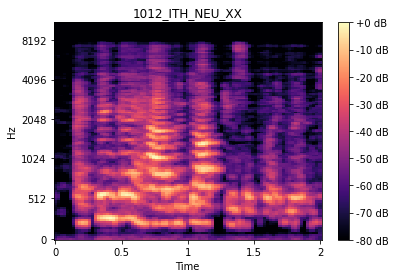 1012_ITH_NEU_XX
Hz
8192
4096
2048
1024
512
0
0
0.5
1
1.5
2
Time
+0 dB
-10 dB
-20 dB
-30 dB
-40 dB
-50 dB
-60 dB
-70 dB
-80 dB